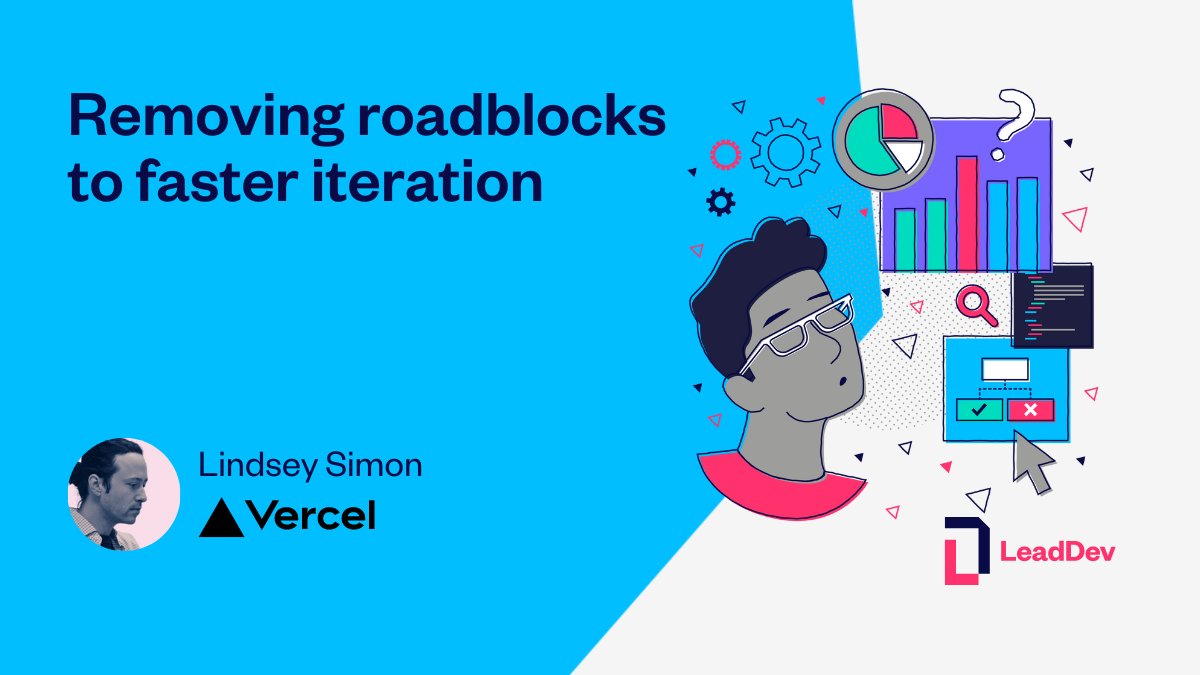 Removing roadblocks
to faster iteration
Lindsey Simon
Vercel
LeadDev